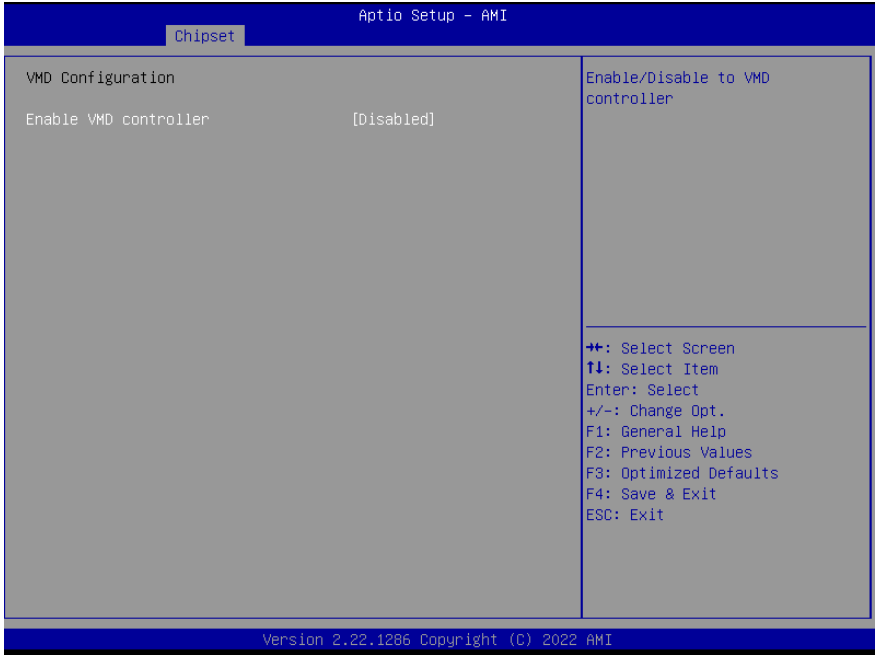 Aptio Setup – AMI
Chipset
VMD Configuration
Enable VMD controller [Disabled]
Enable/Disable to VMD
controller
→←: Select Screen
↑↓: Select Item
Enter: Select
+/-: Change Opt.
F1: General Help
F2: Previous Values
F3: Optimized Defaults
F4: Save & Exit
ESC: Exit
Version 2.22.1286 Copyright (C) 2022 AMI